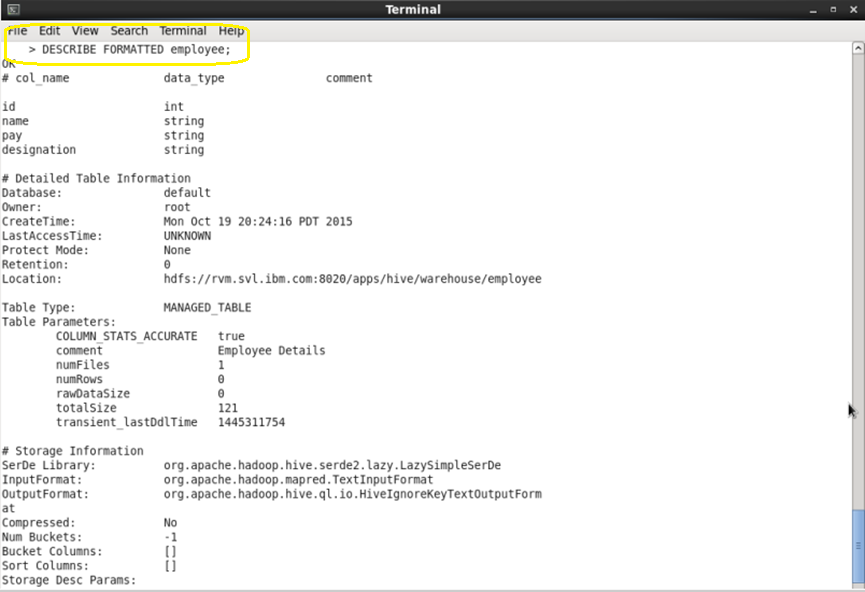 Terminal
File Edit View Search Terminal Help
> DESCRIBE FORMATTED employee;
OK
# col_name data_type comment
id int
name string
pay string
designation string
# Detailed Table Information
Database: default
Owner: root
CreateTime: Mon Oct 19 20:24:16 PDT 2015
LastAccessTime: UNKNOWN
Protect Mode: None
Retention: 0
Location: hdfs://rvm.svl.ibm.com:8020/apps/hive/warehouse/employee
Table Type: MANAGED_TABLE
Table Parameters:
COLUMN_STATS_ACCURATE true
comment Employee Details
numFiles 1
numRows 0
rawDataSize 0
totalSize 121
transient_lastDdlTime 1445311754
# Storage Information
SerDe Library: org.apache.hadoop.hive.serde2.lazy.LazySimpleSerDe
InputFormat: org.apache.hadoop.mapred.TextInputFormat
OutputFormat: org.apache.hadoop.hive.ql.io.HiveIgnoreKeyTextOutputForm
at
Compressed: No
Num Buckets: -1
Bucket Columns: []
Sort Columns: []
Storage Desc Params: